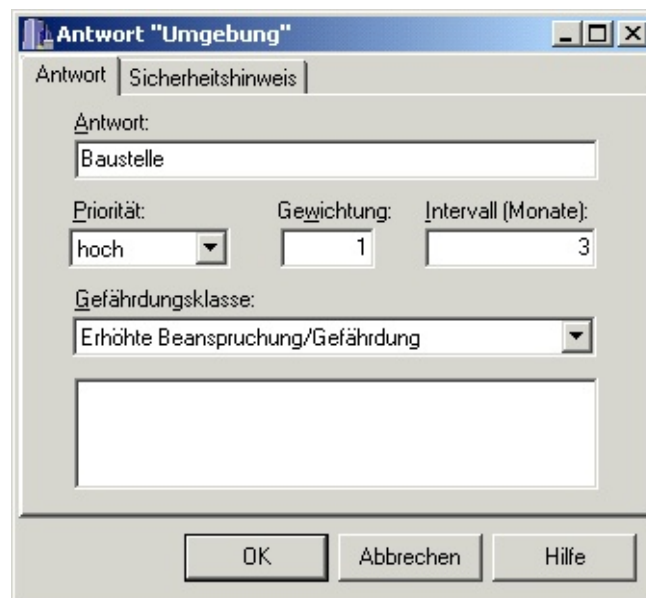 Antwort "Umgebung"
Antwort Sicherheitshinweis
Antwort:
Baustelle
Priorität: Gewichtung: Intervall (Monate):
hoch 1 3
Gefährdungsklasse:
Erhöhte Beanspruchung/Gefährdung
OK Abbrechen Hilfe